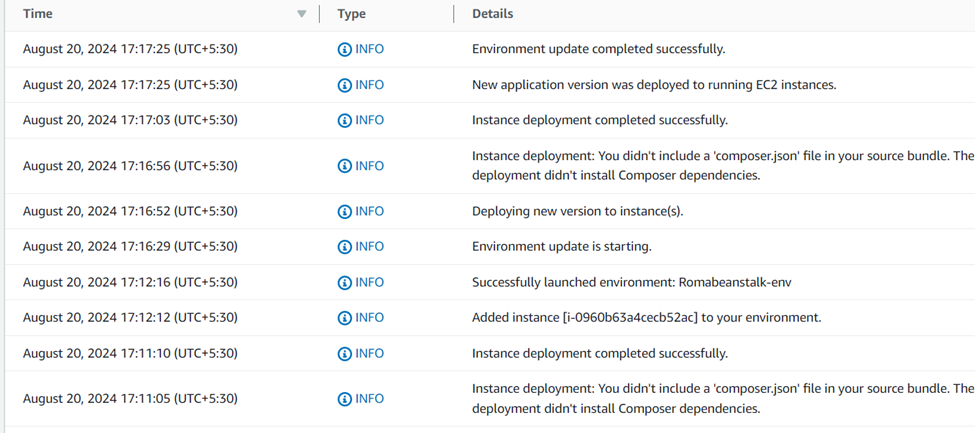 Time Type Details
August 20, 2024 17:17:25 (UTC+5:30) INFO Environment update completed successfully.
August 20, 2024 17:17:25 (UTC+5:30) INFO New application version was deployed to running EC2 instances.
August 20, 2024 17:17:03 (UTC+5:30) INFO Instance deployment completed successfully.
August 20, 2024 17:16:56 (UTC+5:30) INFO Instance deployment: You didn't include a 'composer.json' file in your source bundle. The
deployment didn't install Composer dependencies.
August 20, 2024 17:16:52 (UTC+5:30) INFO Deploying new version to instance(s).
August 20, 2024 17:16:29 (UTC+5:30) INFO Environment update is starting.
August 20, 2024 17:12:16 (UTC+5:30) INFO Successfully launched environment: Romabeanstalk-env
August 20, 2024 17:12:12 (UTC+5:30) INFO Added instance [i-0960b63a4cecb52ac] to your environment.
August 20, 2024 17:11:10 (UTC+5:30) INFO Instance deployment completed successfully.
August 20, 2024 17:11:05 (UTC+5:30) INFO Instance deployment: You didn't include a 'composer.json' file in your source bundle. The
deployment didn't install Composer dependencies.